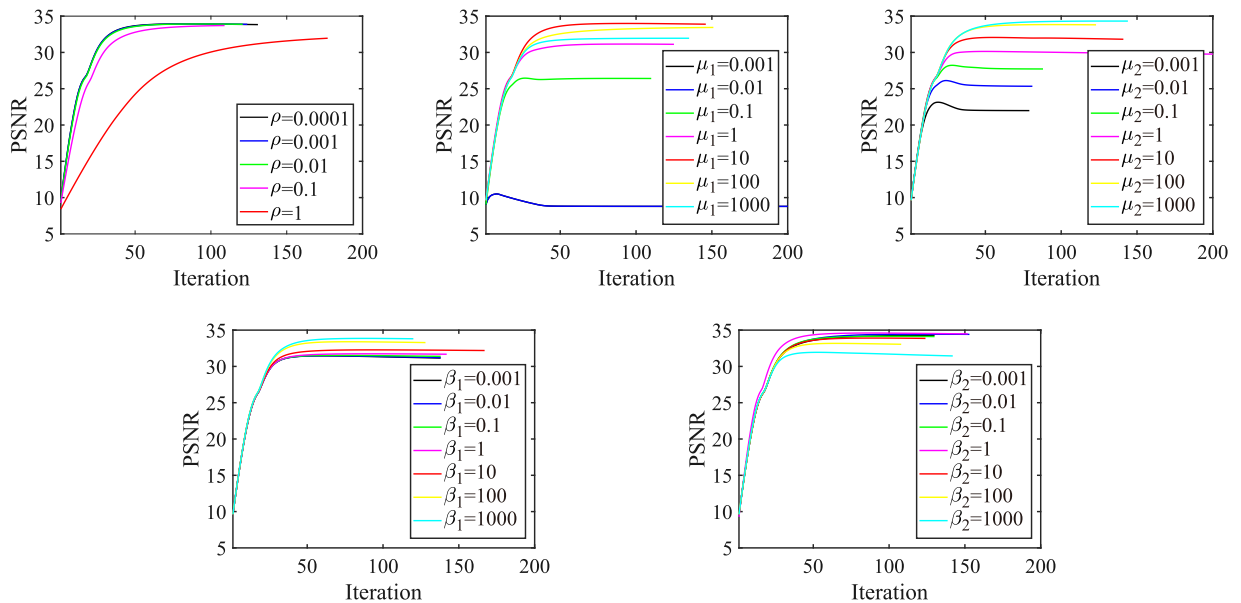 35
30
25
20
15
10
5
PSNR
50
100
150
200
Iteration
ρ=0.0001
ρ=0.001
ρ=0.01
ρ=0.1
ρ=1
35
30
25
20
15
10
5
PSNR
50
100
150
200
Iteration
μ₁=0.001
μ₁=0.01
μ₁=0.1
μ₁=1
μ₁=10
μ₁=100
μ₁=1000
35
30
25
20
15
10
5
PSNR
50
100
150
200
Iteration
μ₂=0.001
μ₂=0.01
μ₂=0.1
μ₂=1
μ₂=10
μ₂=100
μ₂=1000
35
30
25
20
15
10
5
PSNR
50
100
150
200
Iteration
β₁=0.001
β₁=0.01
β₁=0.1
β₁=1
β₁=10
β₁=100
β₁=1000
35
30
25
20
15
10
5
PSNR
50
100
150
200
Iteration
β₂=0.001
β₂=0.01
β₂=0.1
β₂=1
β₂=10
β₂=100
β₂=1000